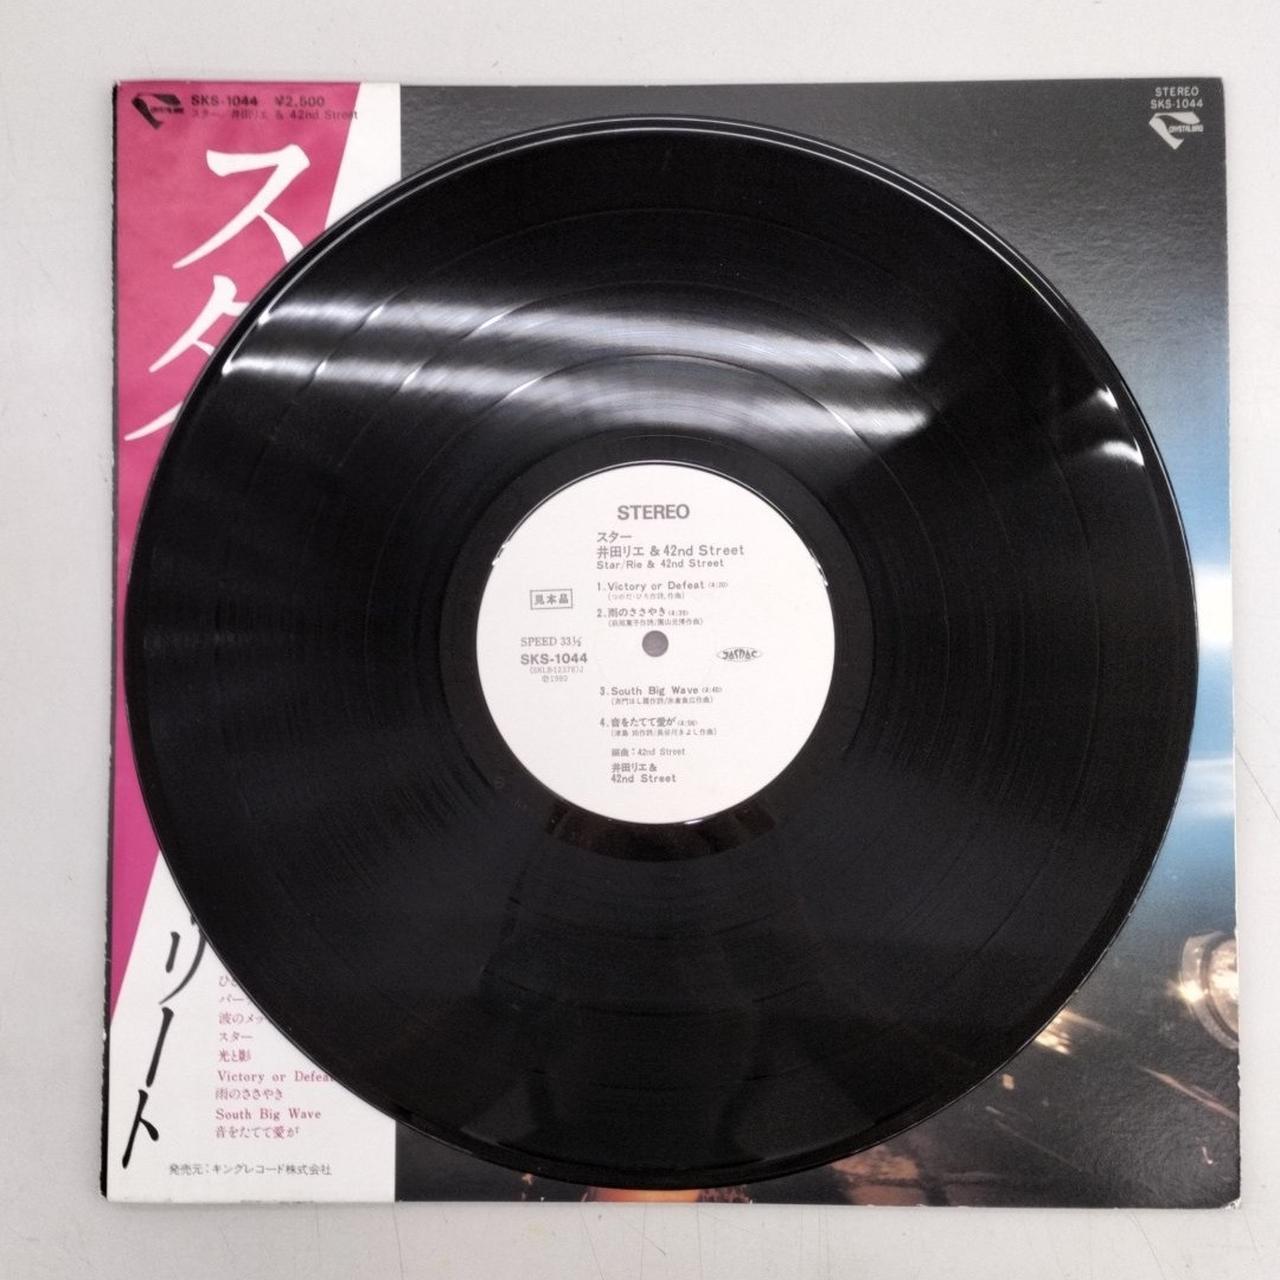 SKS-1044 ¥2,500
スター／井田リエ & 42nd Street
スタ
リート
パー
波のメッ
スター
光と影
Victory or Defeat
雨のささやき
South Big Wave
音をたてて愛が
発売元：キングレコード株式会社
STEREO
SKS-1044
STEREO
スター
井田リエ & 42nd Street
Star/Rie & 42nd Street
1. Victory or Defeat
2. 雨のささやき (4:39)
見本品
SPEED 33⅓
SKS-1044
3. South Big Wave (4:40)
4. 音をたてて愛が
編曲：42nd Street
井田リエ &
42nd Street